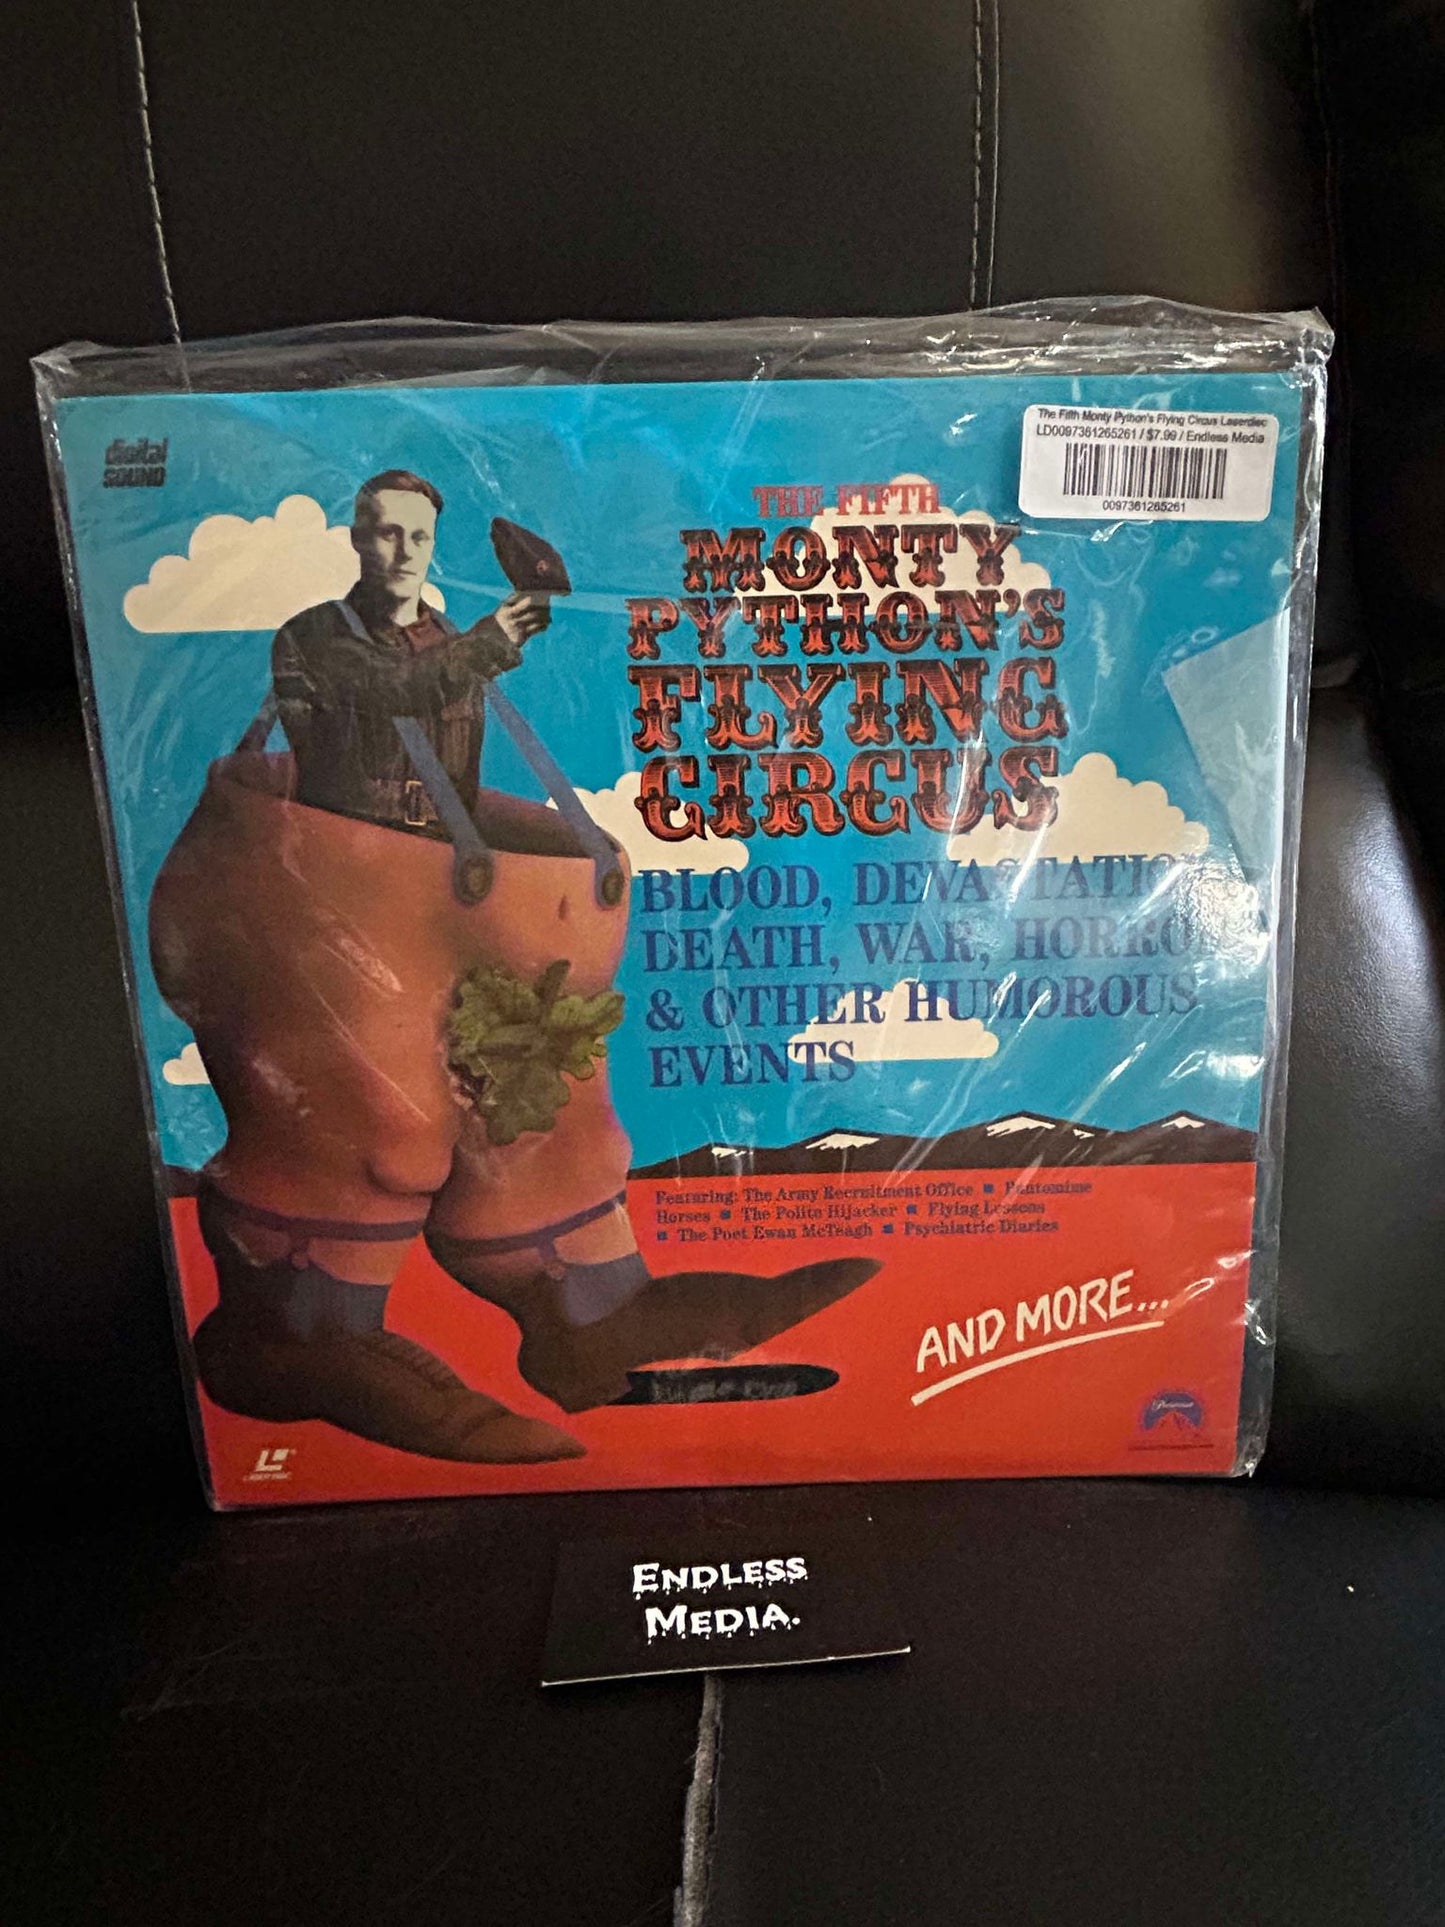 digital
SOUND
The Fifth Monty Python's Flying Circus Laserdisc
LD0097361265261 / $7.99 / Endless Media
0097361265261
THE FIFTH
MONTY
PYTHON'S
FLYING
CIRCUS
BLOOD, DEVASTATION
DEATH, WAR, HORROR
& OTHER HUMOROUS
EVENTS
Featuring: The Army Recruitment Office ■ Pantomime
Horses ■ The Polite Hijacker ■ Flying Lessons
■ The Poet Ewan McTeagh ■ Psychiatric Diaries
AND MORE...
Paramount
LASERDISC
ENDLESS
MEDIA.